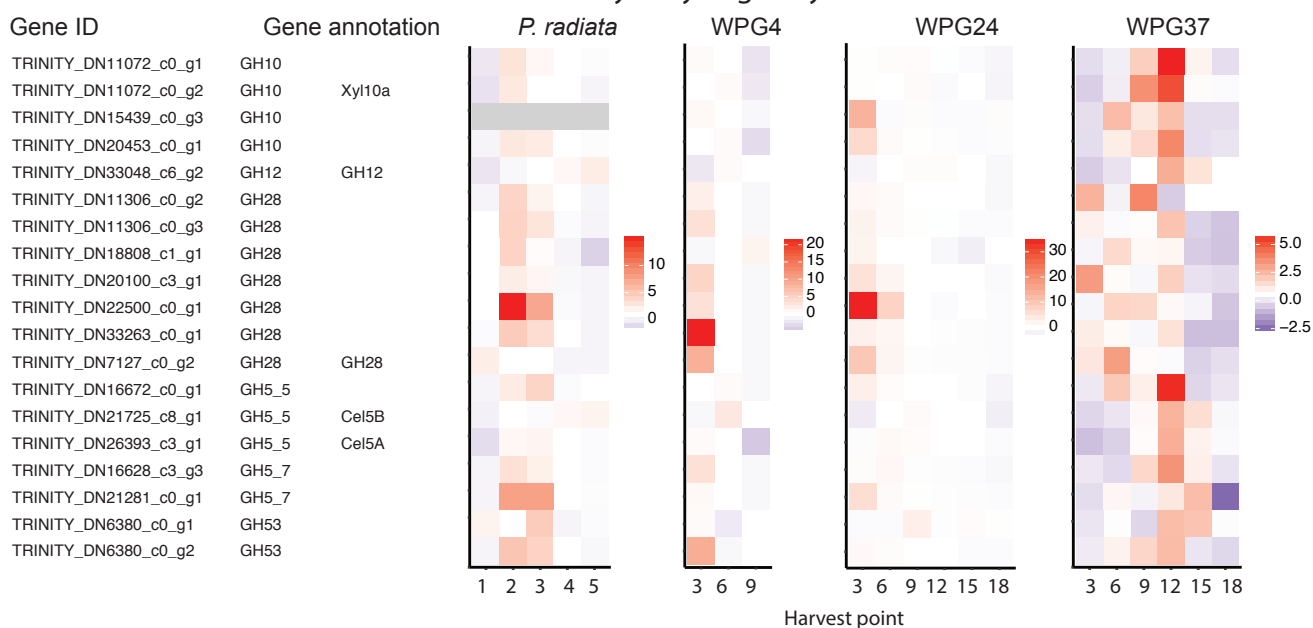 Gene ID Gene annotation P. radiata WPG4 WPG24 WPG37
TRINITY_DN11072_c0_g1 GH10
TRINITY_DN11072_c0_g2 GH10 Xyl10a
TRINITY_DN15439_c0_g3 GH10
TRINITY_DN20453_c0_g1 GH10
TRINITY_DN33048_c6_g2 GH12 GH12
TRINITY_DN11306_c0_g2 GH28
TRINITY_DN11306_c0_g3 GH28
TRINITY_DN18808_c1_g1 GH28
TRINITY_DN20100_c3_g1 GH28
TRINITY_DN22500_c0_g1 GH28
TRINITY_DN33263_c0_g1 GH28
TRINITY_DN7127_c0_g2 GH28 GH28
TRINITY_DN16672_c0_g1 GH5_5
TRINITY_DN21725_c8_g1 GH5_5 Cel5B
TRINITY_DN26393_c3_g1 GH5_5 Cel5A
TRINITY_DN16628_c3_g3 GH5_7
TRINITY_DN21281_c0_g1 GH5_7
TRINITY_DN6380_c0_g1 GH53
TRINITY_DN6380_c0_g2 GH53
10
5
0
20
15
10
5
0
30
20
10
0
5.0
2.5
0.0
−2.5
1 2 3 4 5 3 6 9 3 6 9 12 15 18 3 6 9 12 15 18
Harvest point